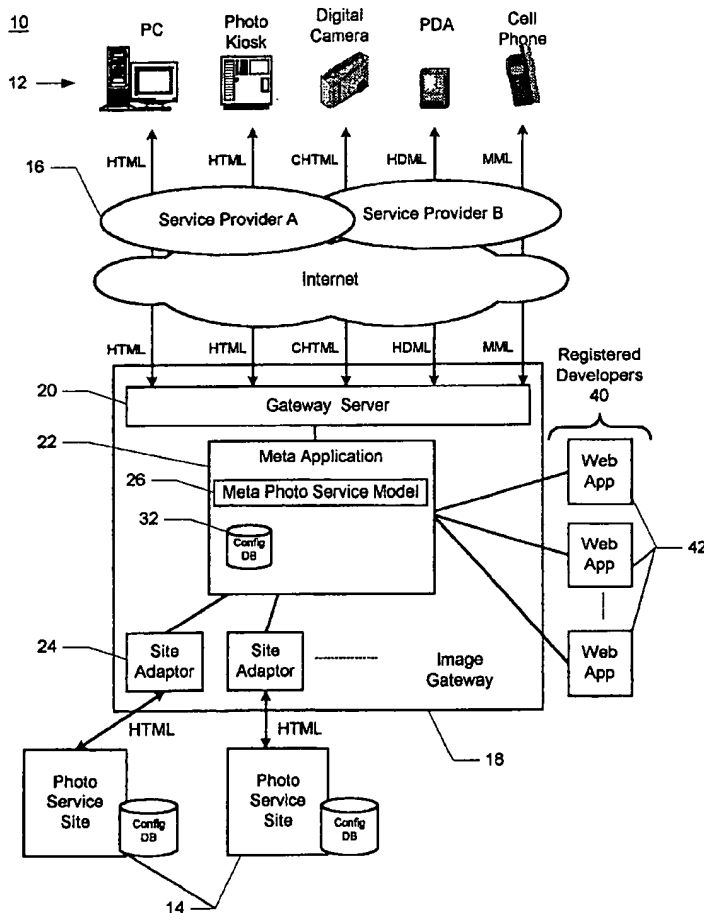 10
PC
Photo
Kiosk
Digital
Camera
PDA
Cell
Phone
12
HTML
HTML
CHTML
HDML
MML
16
Service Provider A
Service Provider B
Internet
HTML
HTML
CHTML
HDML
MML
Registered
Developers
40
20
Gateway Server
22
Meta Application
26
Meta Photo Service Model
32
Config
DB
Web
App
Web
App
42
Web
App
24
Site
Adaptor
Site
Adaptor
Image
Gateway
HTML
HTML
18
Photo
Service
Site
Config
DB
Photo
Service
Site
Config
DB
14